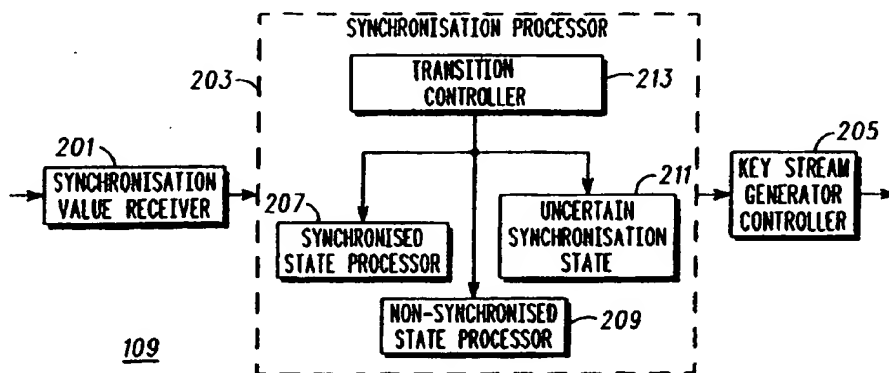 SYNCHRONISATION PROCESSOR
203
TRANSITION
CONTROLLER
213
201
SYNCHRONISATION
VALUE RECEIVER
207
SYNCHRONISED
STATE PROCESSOR
211
UNCERTAIN
SYNCHRONISATION
STATE
205
KEY STREAM
GENERATOR
CONTROLLER
NON-SYNCHRONISED
STATE PROCESSOR
209
109